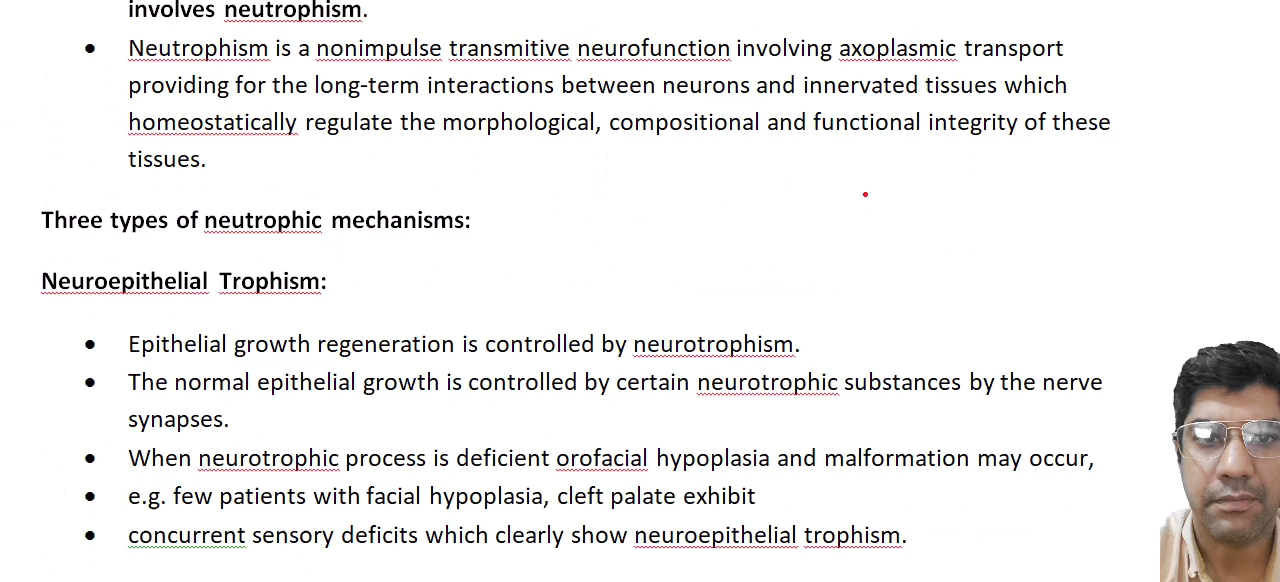 involves neutrophism.
• Neutrophism is a nonimpulse transmitive neurofunction involving axoplasmic transport
providing for the long-term interactions between neurons and innervated tissues which
homeostatically regulate the morphological, compositional and functional integrity of these
tissues.
Three types of neutrophic mechanisms:
Neuroepithelial Trophism:
• Epithelial growth regeneration is controlled by neurotrophism.
• The normal epithelial growth is controlled by certain neurotrophic substances by the nerve
synapses.
• When neurotrophic process is deficient orofacial hypoplasia and malformation may occur,
• e.g. few patients with facial hypoplasia, cleft palate exhibit
• concurrent sensory deficits which clearly show neuroepithelial trophism.